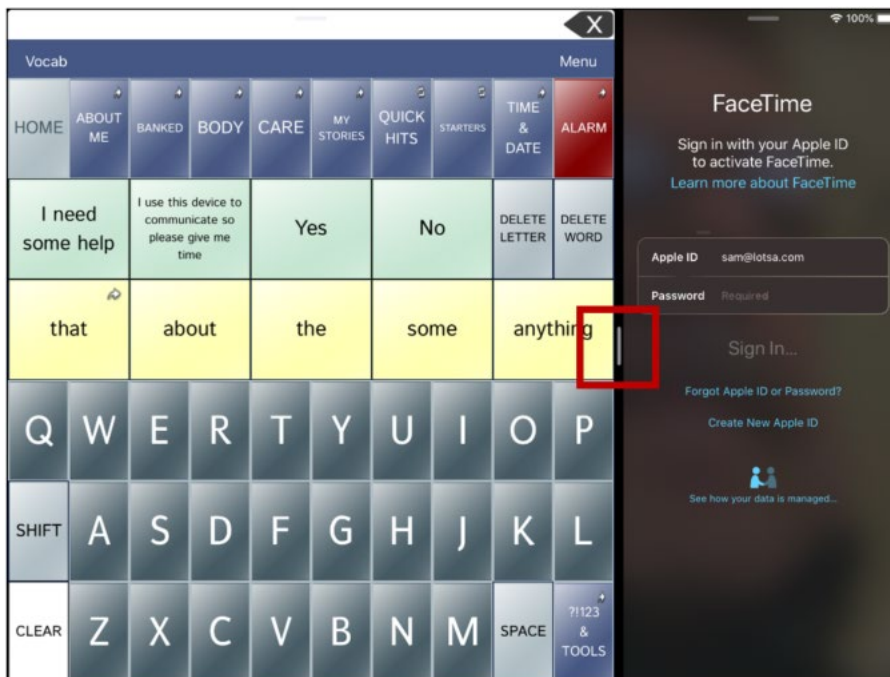 X
100%
Vocab
Menu
HOME
ABOUT
ME
BANKED
BODY
CARE
MY
STORIES
QUICK
HITS
STARTERS
TIME
&
DATE
ALARM
I need
some help
I use this device to
communicate so
please give me
time
Yes
No
DELETE
LETTER
DELETE
WORD
that
about
the
some
anything
Q W E R T Y U I O P
SHIFT A S D F G H J K L
CLEAR Z X C V B N M SPACE
?!123
&
TOOLS
FaceTime
Sign in with your Apple ID
to activate FaceTime.
Learn more about FaceTime
Apple ID sam@lotsa.com
Password Required
Sign In...
Forgot Apple ID or Password?
Create New Apple ID
See how your data is managed...